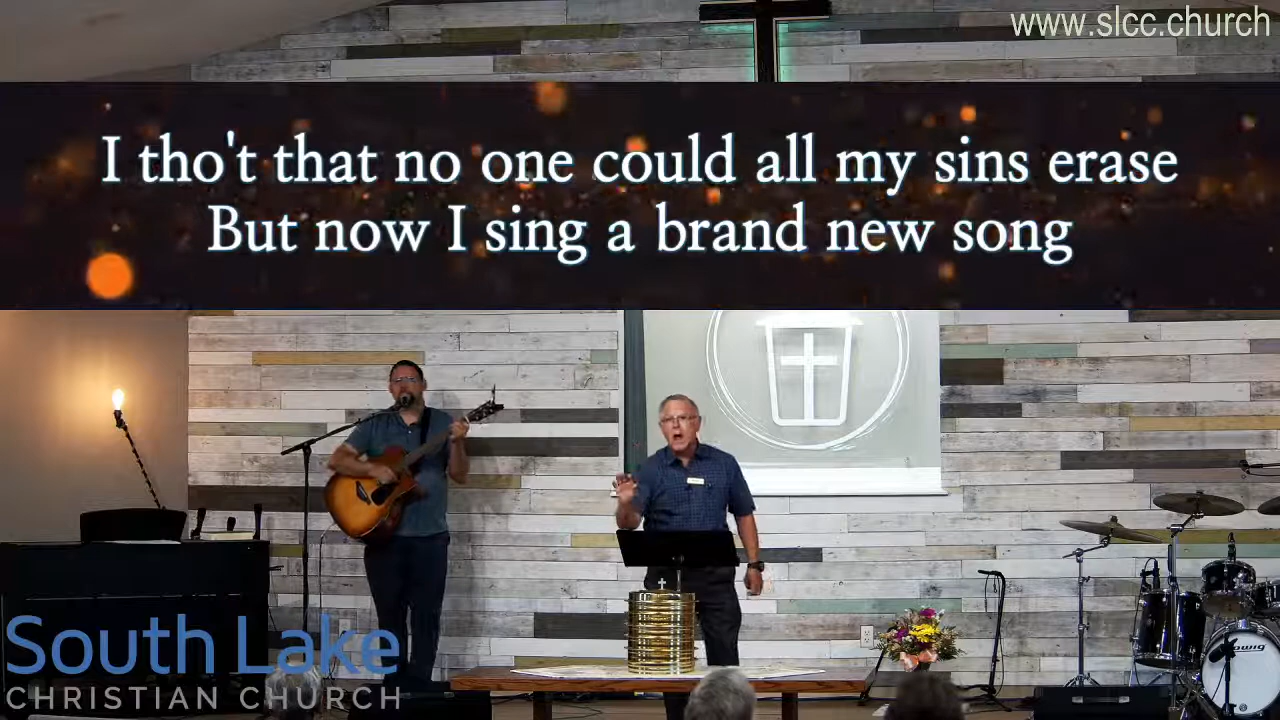 www.slcc.church
I tho't that no one could all my sins erase
But now I sing a brand new song
South Lake
CHRISTIAN CHURCH